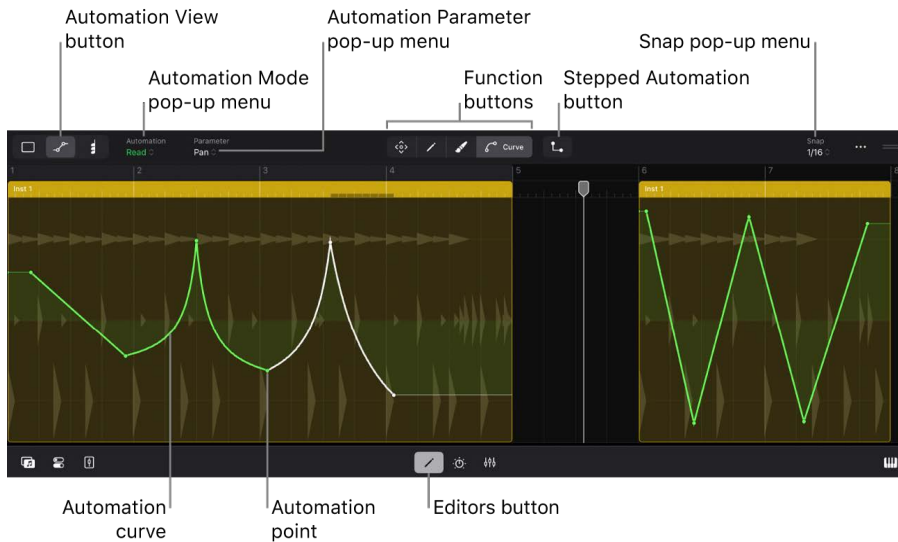 Automation View
button
Automation Parameter
pop-up menu
Snap pop-up menu
Automation Mode
pop-up menu
Function
buttons
Stepped Automation
button
Automation
Read
Parameter
Pan
Curve
Snap
1/16
1 2 3 4 5 6 7 8
Inst 1
Inst 1
Automation
curve
Automation
point
Editors button